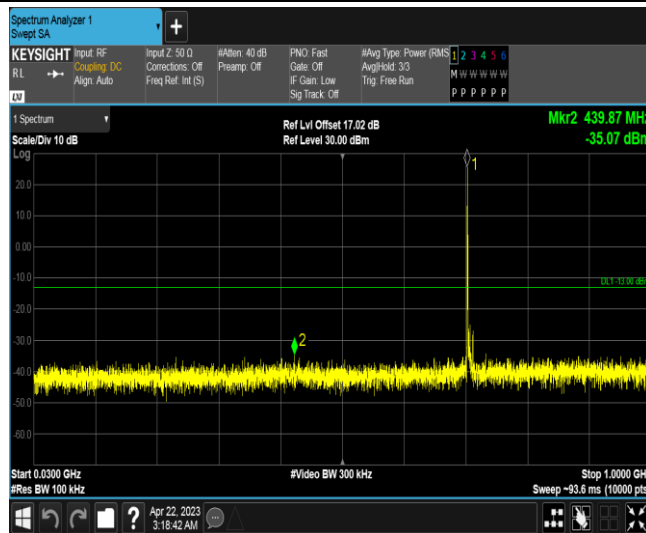 Spectrum Analyzer 1
Swept SA
+
KEYSIGHT
RL
LXI
Input: RF
Coupling: DC
Align: Auto
Input Z: 50 Ω
Corrections: Off
Freq Ref: Int (S)
#Atten: 40 dB
Preamp: Off
PNO: Fast
Gate: Off
IF Gain: Low
Sig Track: Off
#Avg Type: Power (RMS
Avg|Hold: 3/3
Trig: Free Run
1 2 3 4 5 6
M W W W W W
P P P P P P
1 Spectrum
Scale/Div 10 dB
Log
Ref Lvl Offset 17.02 dB
Ref Level 30.00 dBm
Mkr2 439.87 MHz
-35.07 dBm
1
20.0
10.0
0.00
-10.0
DL1 -13.00 dBm
-20.0
-30.0
2
-40.0
-50.0
-60.0
Start 0.0300 GHz
#Res BW 100 kHz
#Video BW 300 kHz
Stop 1.0000 GH
Sweep ~93.6 ms (10000 pts
?
Apr 22, 2023
3:18:42 AM